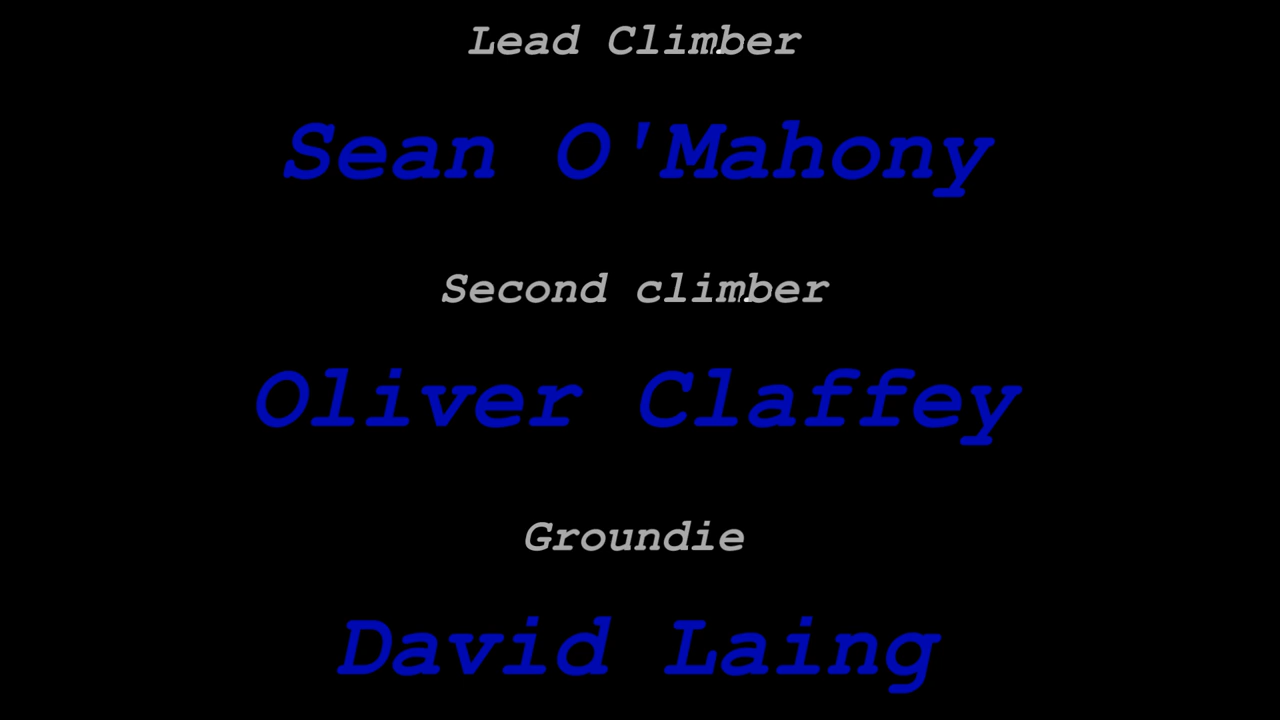 Lead Climber
Sean O'Mahony
Second climber
Oliver Claffey
Groundie
David Laing